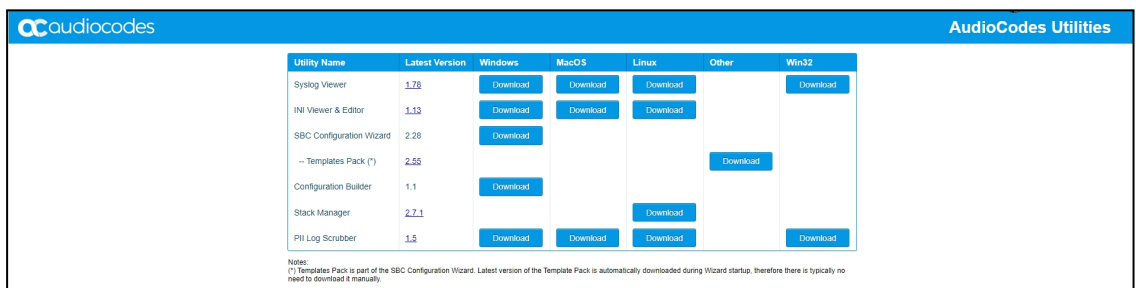 audiocodes
AudioCodes Utilities
Utility Name Latest Version Windows MacOS Linux Other Win32
Syslog Viewer 1.78 Download Download Download Download
INI Viewer & Editor 1.13 Download Download Download
SBC Configuration Wizard 2.28 Download
-- Templates Pack (*) 2.55 Download
Configuration Builder 1.1 Download
Stack Manager 2.7.1 Download
PII Log Scrubber 1.5 Download Download Download Download
Notes:
(*) Templates Pack is part of the SBC Configuration Wizard. Latest version of the Template Pack is automatically downloaded during Wizard startup, therefore there is typically no
need to download it manually.